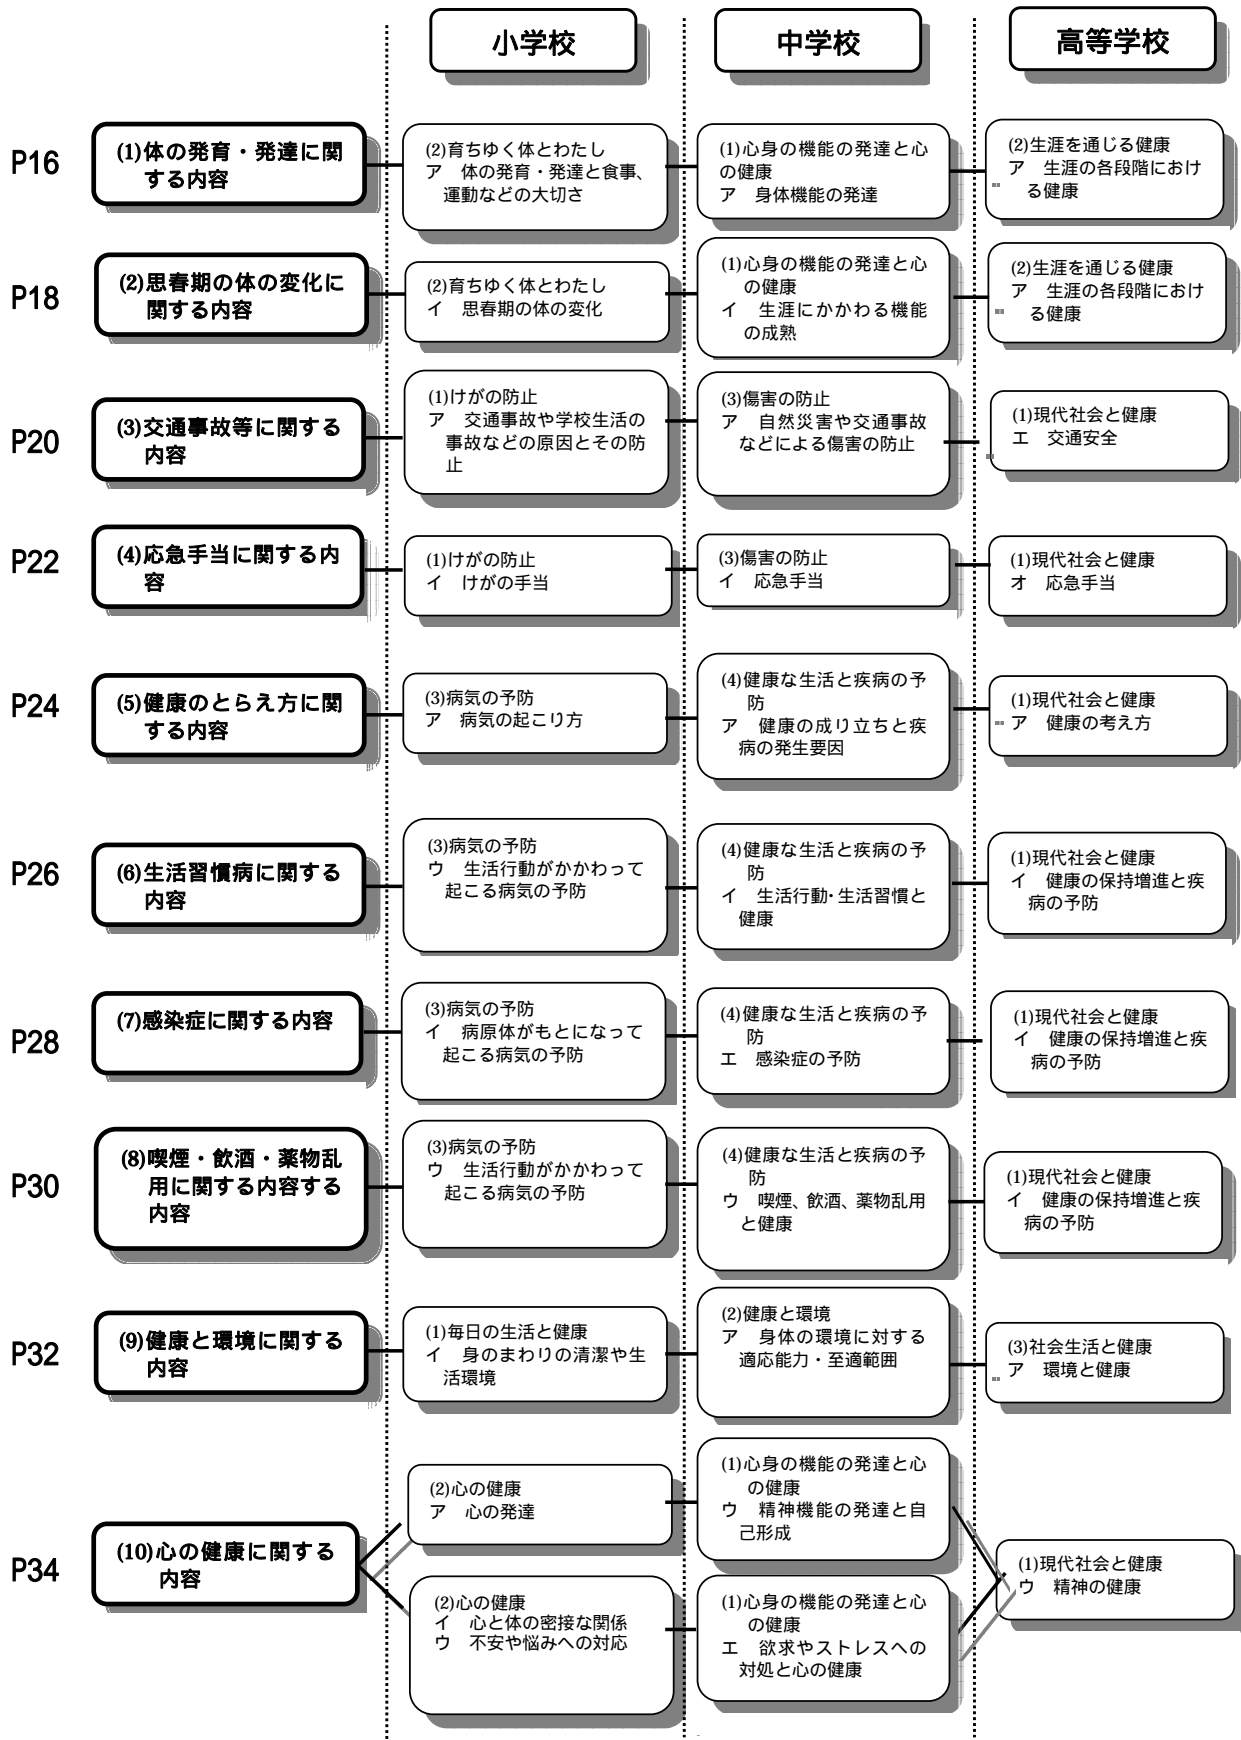 小学校
中学校
高等学校
P16
(1)体の発育・発達に関
する内容
(2)育ちゆく体とわたし
ア　体の発育・発達と食事、
運動などの大切さ
(1)心身の機能の発達と心
の健康
ア　身体機能の発達
(2)生涯を通じる健康
ア　生涯の各段階におけ
る健康
P18
(2)思春期の体の変化に
関する内容
(2)育ちゆく体とわたし
イ　思春期の体の変化
(1)心身の機能の発達と心
の健康
イ　生涯にかかわる機能
の成熟
(2)生涯を通じる健康
ア　生涯の各段階におけ
る健康
P20
(3)交通事故等に関する
内容
(1)けがの防止
ア　交通事故や学校生活の
事故などの原因とその防
止
(3)傷害の防止
ア　自然災害や交通事故
などによる傷害の防止
(1)現代社会と健康
エ　交通安全
P22
(4)応急手当に関する内
容
(1)けがの防止
イ　けがの手当
(3)傷害の防止
イ　応急手当
(1)現代社会と健康
オ　応急手当
P24
(5)健康のとらえ方に関
する内容
(3)病気の予防
ア　病気の起こり方
(4)健康な生活と疾病の予
防
ア　健康の成り立ちと疾
病の発生要因
(1)現代社会と健康
ア　健康の考え方
P26
(6)生活習慣病に関する
内容
(3)病気の予防
ウ　生活行動がかかわって
起こる病気の予防
(4)健康な生活と疾病の予
防
イ　生活行動・生活習慣と
健康
(1)現代社会と健康
イ　健康の保持増進と疾
病の予防
P28
(7)感染症に関する内容
(3)病気の予防
イ　病原体がもとになって
起こる病気の予防
(4)健康な生活と疾病の予
防
エ　感染症の予防
(1)現代社会と健康
イ　健康の保持増進と疾
病の予防
P30
(8)喫煙・飲酒・薬物乱
用に関する内容する
内容
(3)病気の予防
ウ　生活行動がかかわって
起こる病気の予防
(4)健康な生活と疾病の予
防
ウ　喫煙、飲酒、薬物乱用
と健康
(1)現代社会と健康
イ　健康の保持増進と疾
病の予防
P32
(9)健康と環境に関する
内容
(1)毎日の生活と健康
イ　身のまわりの清潔や生
活環境
(2)健康と環境
ア　身体の環境に対する
適応能力・至適範囲
(3)社会生活と健康
ア　環境と健康
P34
(10)心の健康に関する
内容
(2)心の健康
ア　心の発達
(1)心身の機能の発達と心
の健康
ウ　精神機能の発達と自
己形成
(2)心の健康
イ　心と体の密接な関係
ウ　不安や悩みへの対応
(1)心身の機能の発達と心
の健康
エ　欲求やストレスへの
対処と心の健康
(1)現代社会と健康
ウ　精神の健康